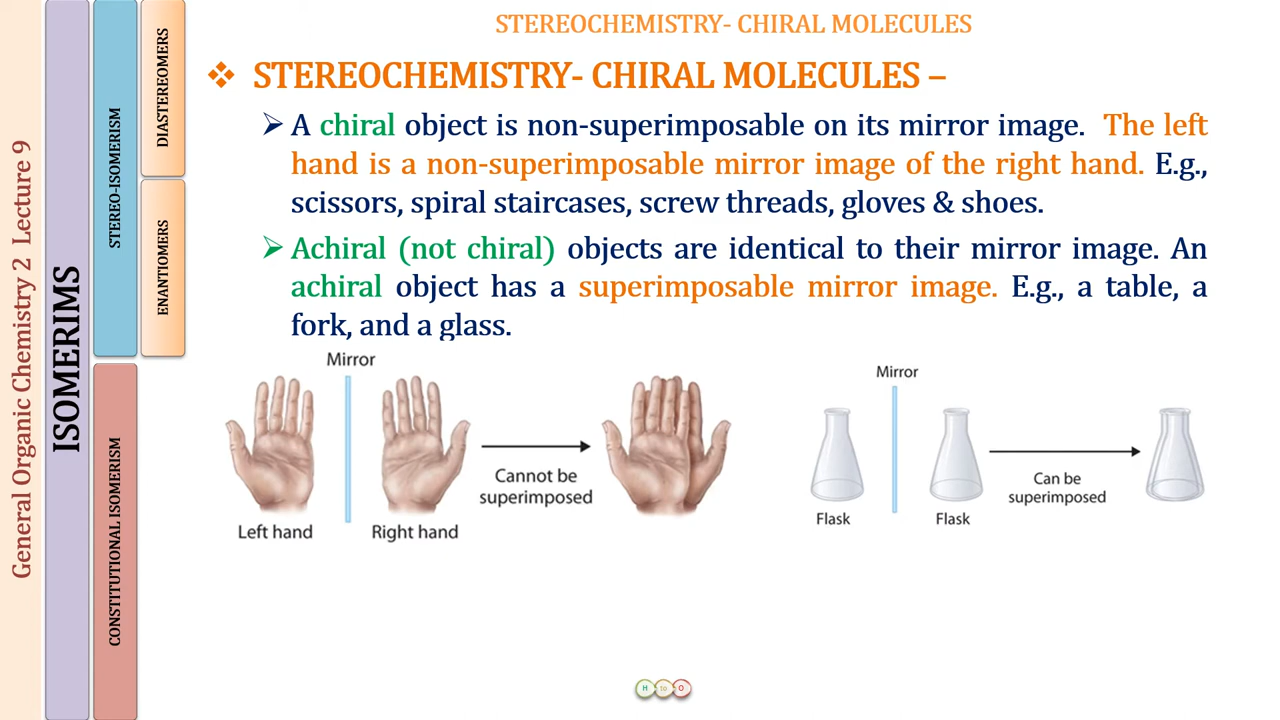 STEREOCHEMISTRY- CHIRAL MOLECULES
General Organic Chemistry 2 Lecture 9
ISOMERIMS
STEREO-ISOMERISM
CONSTITUTIONAL ISOMERISM
DIASTEREOMERS
ENANTIOMERS
❖ STEREOCHEMISTRY- CHIRAL MOLECULES –
➢ A chiral object is non-superimposable on its mirror image. The left
hand is a non-superimposable mirror image of the right hand. E.g.,
scissors, spiral staircases, screw threads, gloves & shoes.
➢ Achiral (not chiral) objects are identical to their mirror image. An
achiral object has a superimposable mirror image. E.g., a table, a
fork, and a glass.
Mirror
Left hand
Right hand
Cannot be
superimposed
Mirror
Flask
Flask
Can be
superimposed
H to O